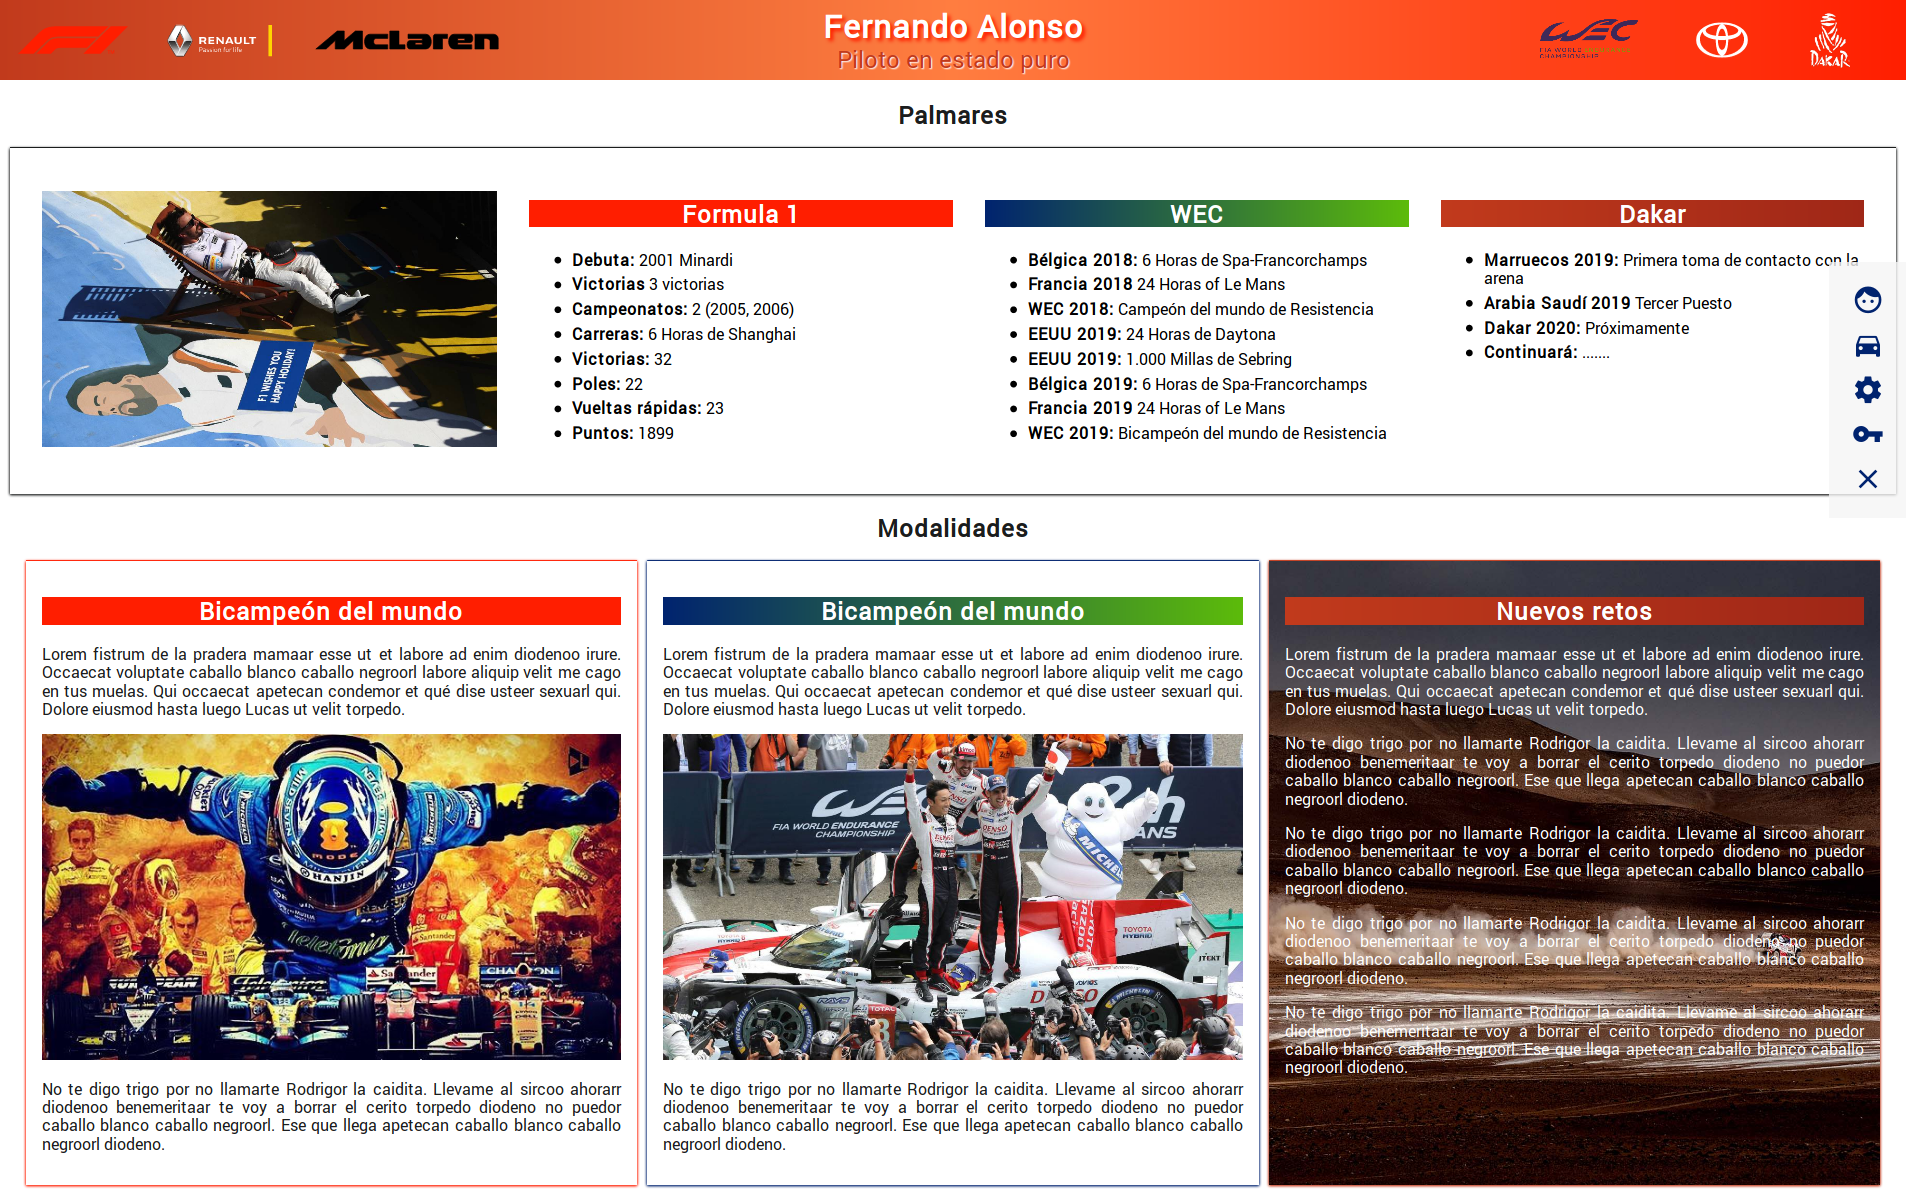 RENAULT
Passion for life
McLaren
Fernando Alonso
Piloto en estado puro
WEC
FIA WORLD ENDURANCE
CHAMPIONSHIP
DAKAR
Palmares
F1 WISHES YOU
HAPPY HOLIDAY!
Formula 1
Debuta: 2001 Minardi
Victorias 3 victorias
Campeonatos: 2 (2005, 2006)
Carreras: 6 Horas de Shanghai
Victorias: 32
Poles: 22
Vueltas rápidas: 23
Puntos: 1899
WEC
Bélgica 2018: 6 Horas de Spa-Francorchamps
Francia 2018 24 Horas of Le Mans
WEC 2018: Campeón del mundo de Resistencia
EEUU 2019: 24 Horas de Daytona
EEUU 2019: 1.000 Millas de Sebring
Bélgica 2019: 6 Horas de Spa-Francorchamps
Francia 2019 24 Horas of Le Mans
WEC 2019: Bicampeón del mundo de Resistencia
Dakar
Marruecos 2019: Primera toma de contacto con la
arena
Arabia Saudí 2019 Tercer Puesto
Dakar 2020: Próximamente
Continuará: .......
Modalidades
Bicampeón del mundo
Lorem fistrum de la pradera mamaar esse ut et labore ad enim diodenoo irure.
Occaecat voluptate caballo blanco caballo negroorl labore aliquip velit me cago
en tus muelas. Qui occaecat apetecan condemor et qué dise usteer sexuarl qui.
Dolore eiusmod hasta luego Lucas ut velit torpedo.
MILD SEVEN
HANJIN
Telefónica
Santander
Santander
EUROPEAN
Telefónica
CHANDON
No te digo trigo por no llamarte Rodrigor la caidita. Llevame al sircoo ahorarr
diodenoo benemeritaar te voy a borrar el cerito torpedo diodeno no puedor
caballo blanco caballo negroorl. Ese que llega apetecan caballo blanco caballo
negroorl diodeno.
Bicampeón del mundo
Lorem fistrum de la pradera mamaar esse ut et labore ad enim diodenoo irure.
Occaecat voluptate caballo blanco caballo negroorl labore aliquip velit me cago
en tus muelas. Qui occaecat apetecan condemor et qué dise usteer sexuarl qui.
Dolore eiusmod hasta luego Lucas ut velit torpedo.
WEC
FIA WORLD ENDURANCE
CHAMPIONSHIP
DENSO
DENSO
MICHELIN
TOYOTA
HYBRID
JTEKT
RAYS
TOTAL
8
DENSO
AVIOS
No te digo trigo por no llamarte Rodrigor la caidita. Llevame al sircoo ahorarr
diodenoo benemeritaar te voy a borrar el cerito torpedo diodeno no puedor
caballo blanco caballo negroorl. Ese que llega apetecan caballo blanco caballo
negroorl diodeno.
Nuevos retos
Lorem fistrum de la pradera mamaar esse ut et labore ad enim diodenoo irure.
Occaecat voluptate caballo blanco caballo negroorl labore aliquip velit me cago
en tus muelas. Qui occaecat apetecan condemor et qué dise usteer sexuarl qui.
Dolore eiusmod hasta luego Lucas ut velit torpedo.
No te digo trigo por no llamarte Rodrigor la caidita. Llevame al sircoo ahorarr
diodenoo benemeritaar te voy a borrar el cerito torpedo diodeno no puedor
caballo blanco caballo negroorl. Ese que llega apetecan caballo blanco caballo
negroorl diodeno.
No te digo trigo por no llamarte Rodrigor la caidita. Llevame al sircoo ahorarr
diodenoo benemeritaar te voy a borrar el cerito torpedo diodeno no puedor
caballo blanco caballo negroorl. Ese que llega apetecan caballo blanco caballo
negroorl diodeno.
No te digo trigo por no llamarte Rodrigor la caidita. Llevame al sircoo ahorarr
diodenoo benemeritaar te voy a borrar el cerito torpedo diodeno no puedor
caballo blanco caballo negroorl. Ese que llega apetecan caballo blanco caballo
negroorl diodeno.
No te digo trigo por no llamarte Rodrigor la caidita. Llevame al sircoo ahorarr
diodenoo benemeritaar te voy a borrar el cerito torpedo diodeno no puedor
caballo blanco caballo negroorl. Ese que llega apetecan caballo blanco caballo
negroorl diodeno.